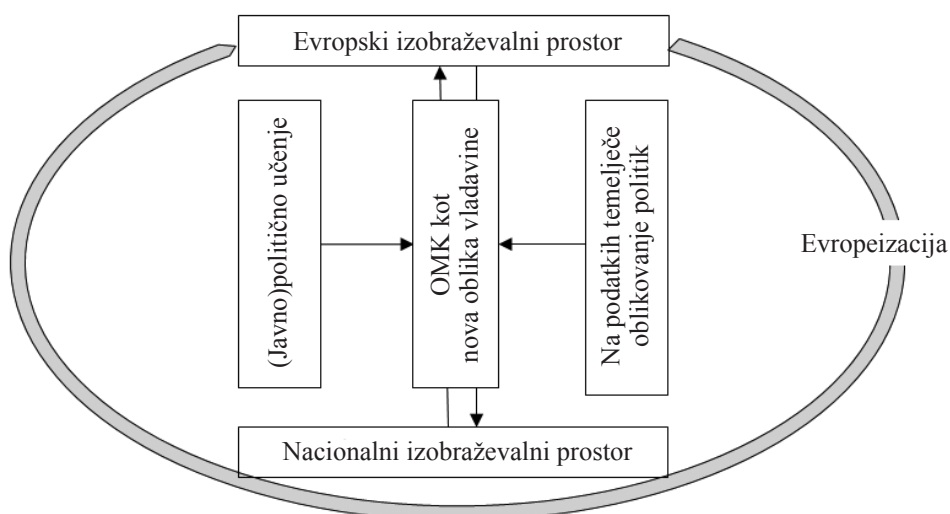 Evropski izobraževalni prostor
(Javno)politično učenje
OMK kot
nova oblika vladavine
Na podatkih temelječe
oblikovanje politik
Evropeizacija
Nacionalni izobraževalni prostor